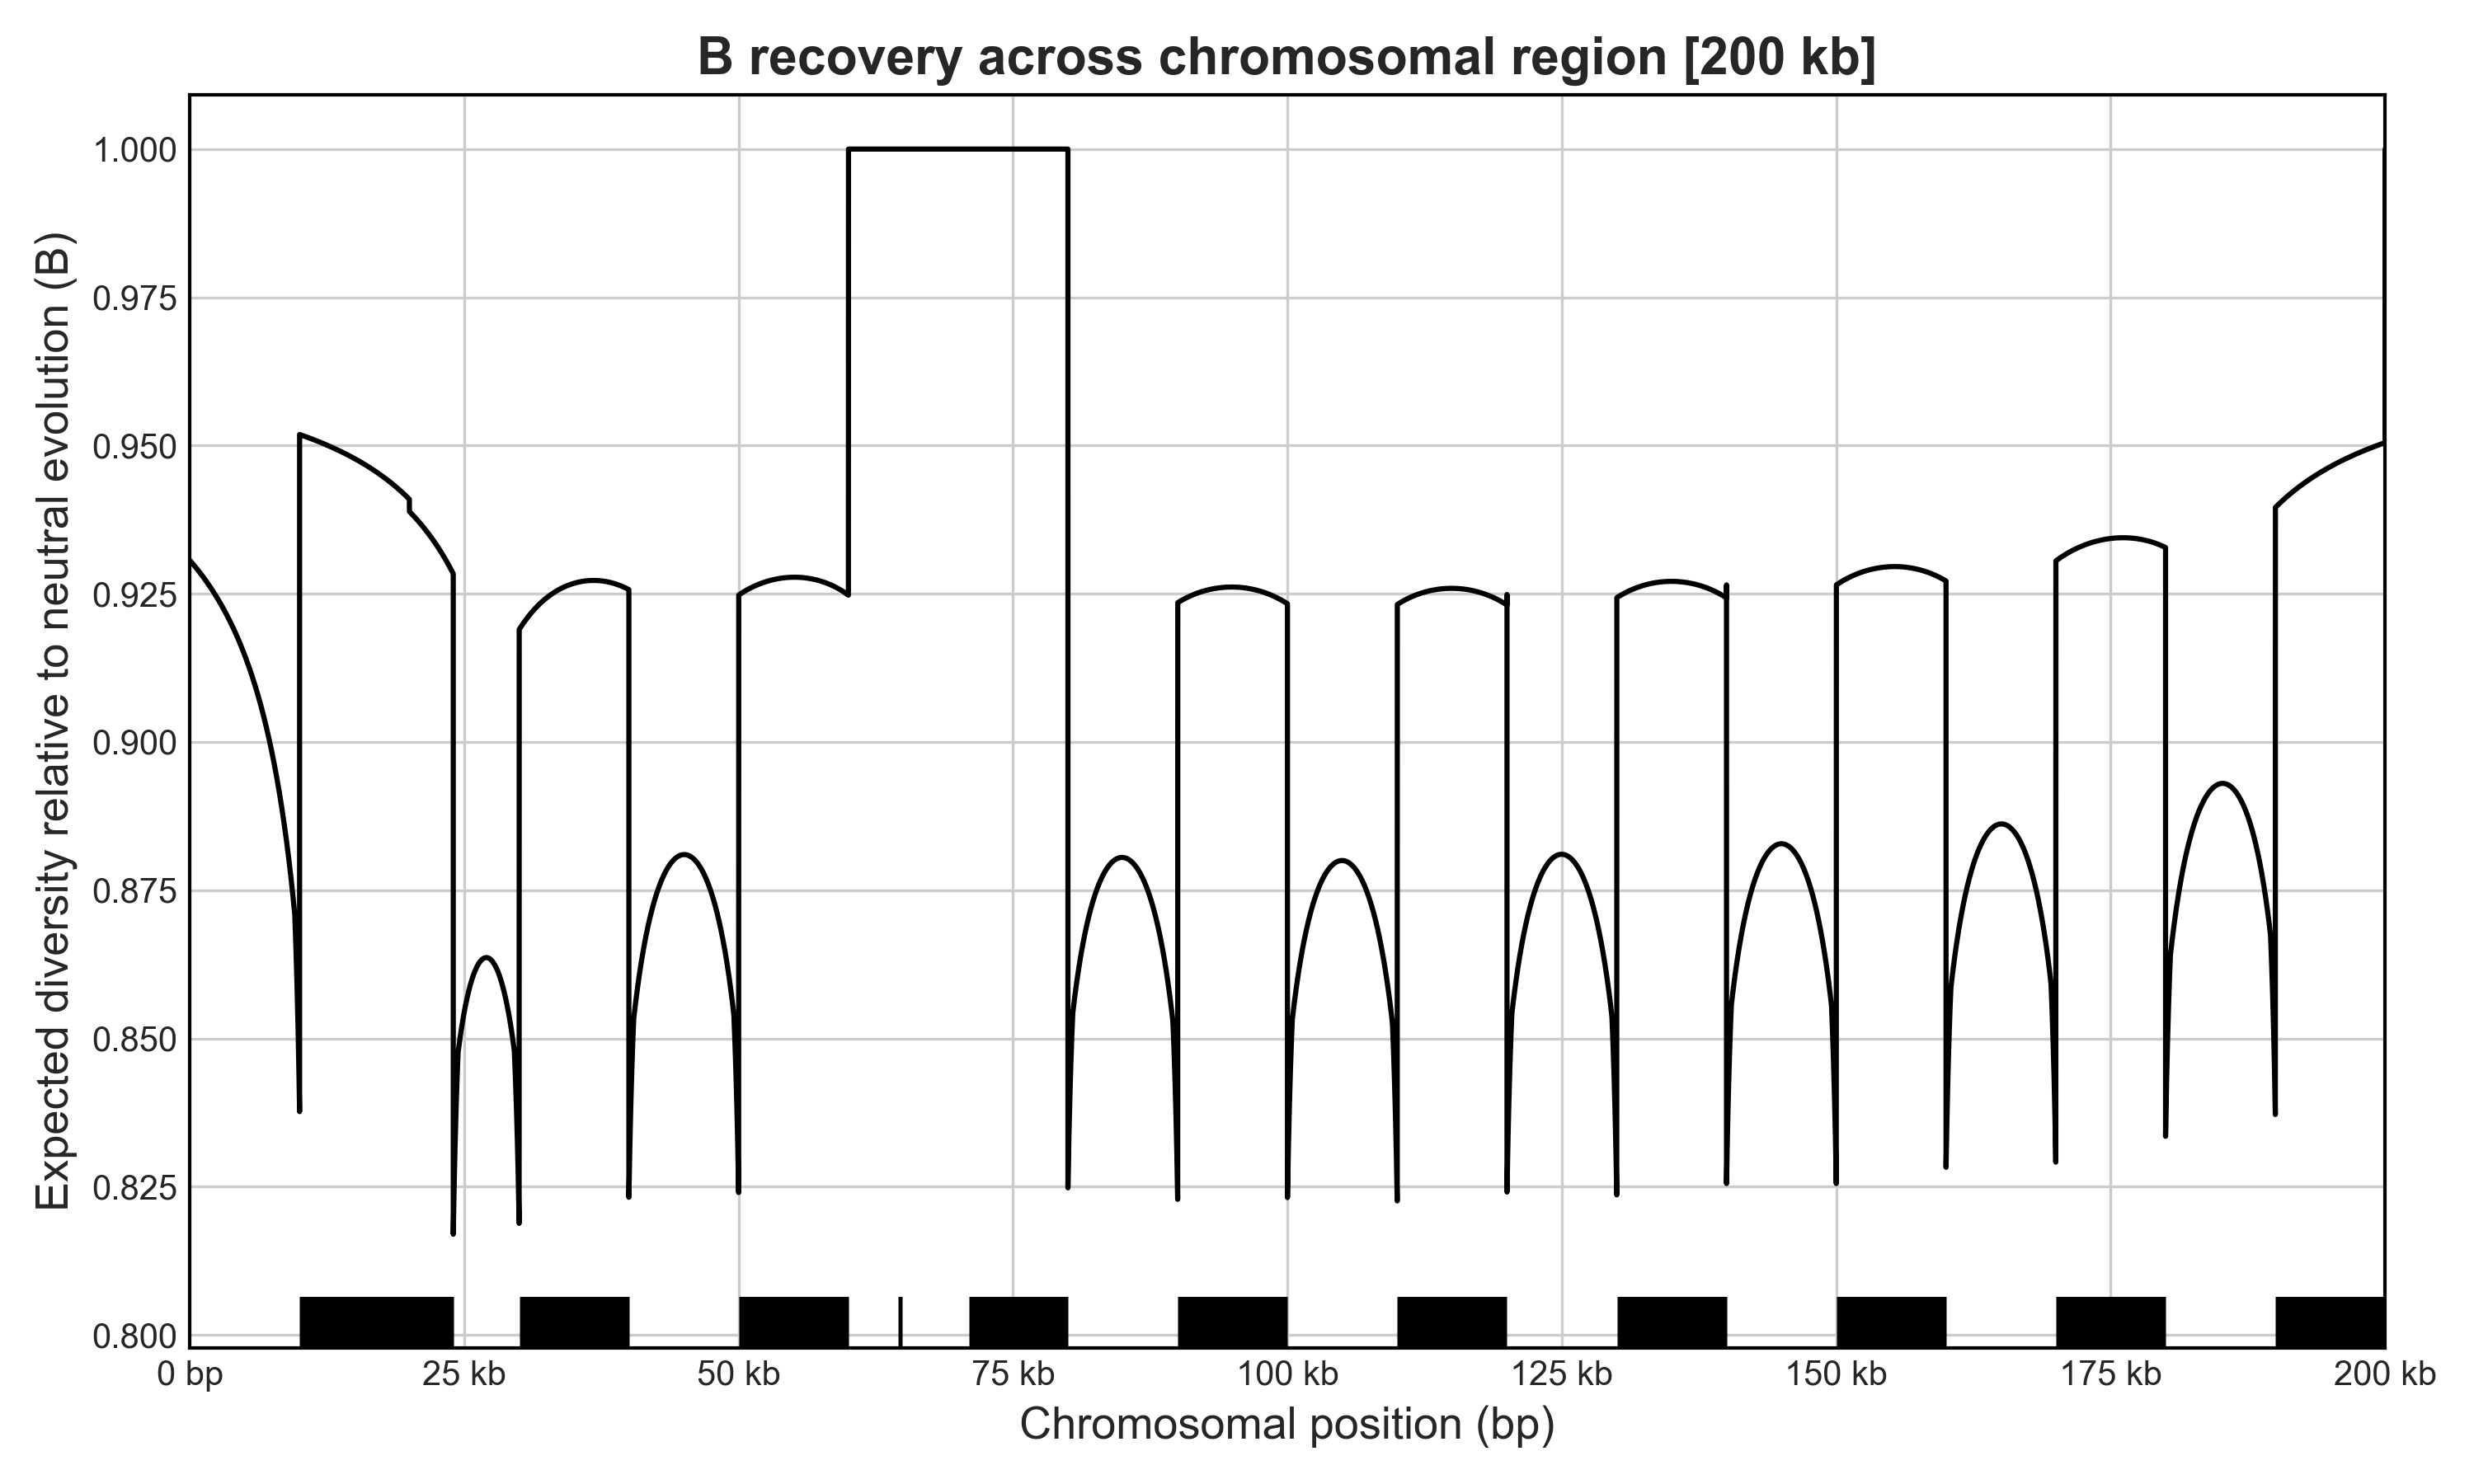 B recovery across chromosomal region [200 kb]
Expected diversity relative to neutral evolution (B)
1.000
0.975
0.950
0.925
0.900
0.875
0.850
0.825
0.800
0 bp
25 kb
50 kb
75 kb
100 kb
125 kb
150 kb
175 kb
200 kb
Chromosomal position (bp)